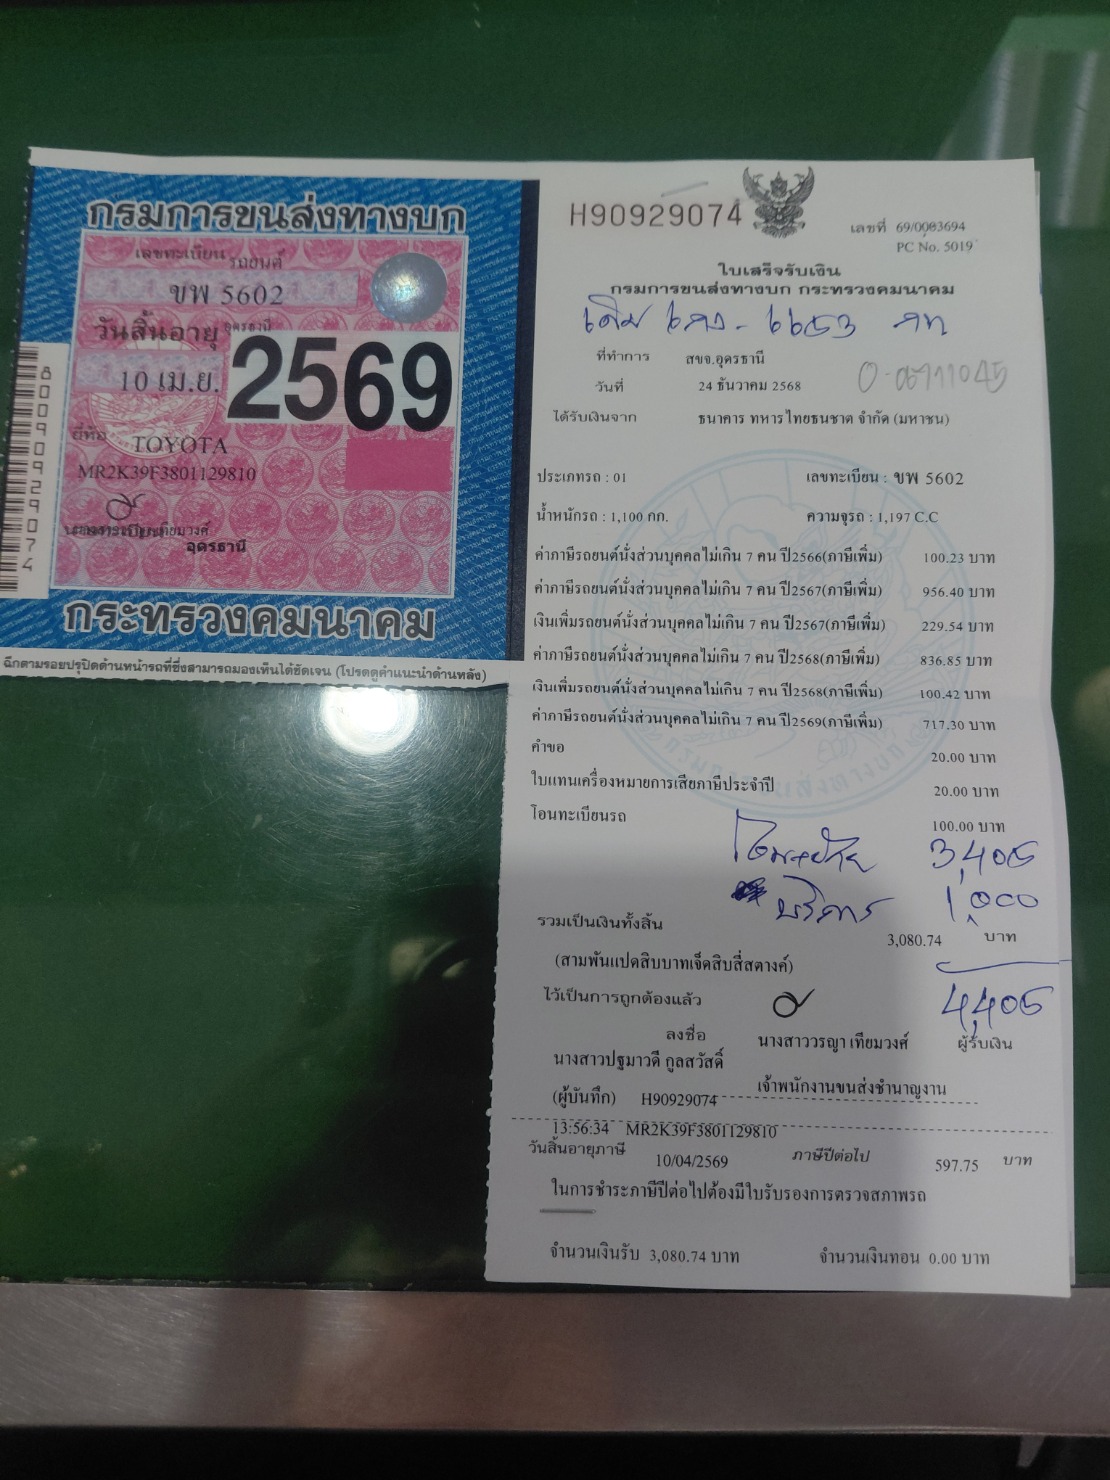 กรมการขนส่งทางบก
เลขทะเบียน รถยนต์
ขพ 5602
วันสิ้นอายุ อุดรธานี
10 เม.ย. 2569
ยี่ห้อ TOYOTA
MR2K39F3801129810
อุดรธานี
กระทรวงคมนาคม
ฉีกตามรอยปรุปิดด้านหน้ารถที่ซึ่งสามารถมองเห็นได้ชัดเจน (โปรดดูคำแนะนำด้านหลัง)
80090929074
H90929074
เลขที่ 69/0003694
PC No. 5019
ใบเสร็จรับเงิน
กรมการขนส่งทางบก กระทรวงคมนาคม
เดิม
ที่ทำการ สขจ.อุดรธานี
วันที่ 24 ธันวาคม 2568
ได้รับเงินจาก ธนาคาร ทหารไทยธนชาต จำกัด (มหาชน)
ประเภทรถ : 01 เลขทะเบียน : ขพ 5602
น้ำหนักรถ : 1,100 กก. ความจุรถ : 1,197 C.C
ค่าภาษีรถยนต์นั่งส่วนบุคคลไม่เกิน 7 คน ปี2566(ภาษีเพิ่ม) 100.23 บาท
ค่าภาษีรถยนต์นั่งส่วนบุคคลไม่เกิน 7 คน ปี2567(ภาษีเพิ่ม) 956.40 บาท
เงินเพิ่มรถยนต์นั่งส่วนบุคคลไม่เกิน 7 คน ปี2567(ภาษีเพิ่ม) 229.54 บาท
ค่าภาษีรถยนต์นั่งส่วนบุคคลไม่เกิน 7 คน ปี2568(ภาษีเพิ่ม) 836.85 บาท
เงินเพิ่มรถยนต์นั่งส่วนบุคคลไม่เกิน 7 คน ปี2568(ภาษีเพิ่ม) 100.42 บาท
ค่าภาษีรถยนต์นั่งส่วนบุคคลไม่เกิน 7 คน ปี2569(ภาษีเพิ่ม) 717.30 บาท
คำขอ 20.00 บาท
ใบแทนเครื่องหมายการเสียภาษีประจำปี 20.00 บาท
โอนทะเบียนรถ 100.00 บาท
3,405
บริการ 1,000
รวมเป็นเงินทั้งสิ้น 3,080.74 บาท
(สามพันแปดสิบบาทเจ็ดสิบสี่สตางค์)
ไว้เป็นการถูกต้องแล้ว
4,405
ลงชื่อ นางสาววรญา เทียมวงศ์ ผู้รับเงิน
นางสาวปฐมาวดี กูลสวัสดิ์
เจ้าพนักงานขนส่งชำนาญงาน
(ผู้บันทึก) H90929074
13:56:34 MR2K39F3801129810
วันสิ้นอายุภาษี 10/04/2569 ภาษีปีต่อไป 597.75 บาท
ในการชำระภาษีปีต่อไปต้องมีใบรับรองการตรวจสภาพรถ
จำนวนเงินรับ 3,080.74 บาท จำนวนเงินทอน 0.00 บาท